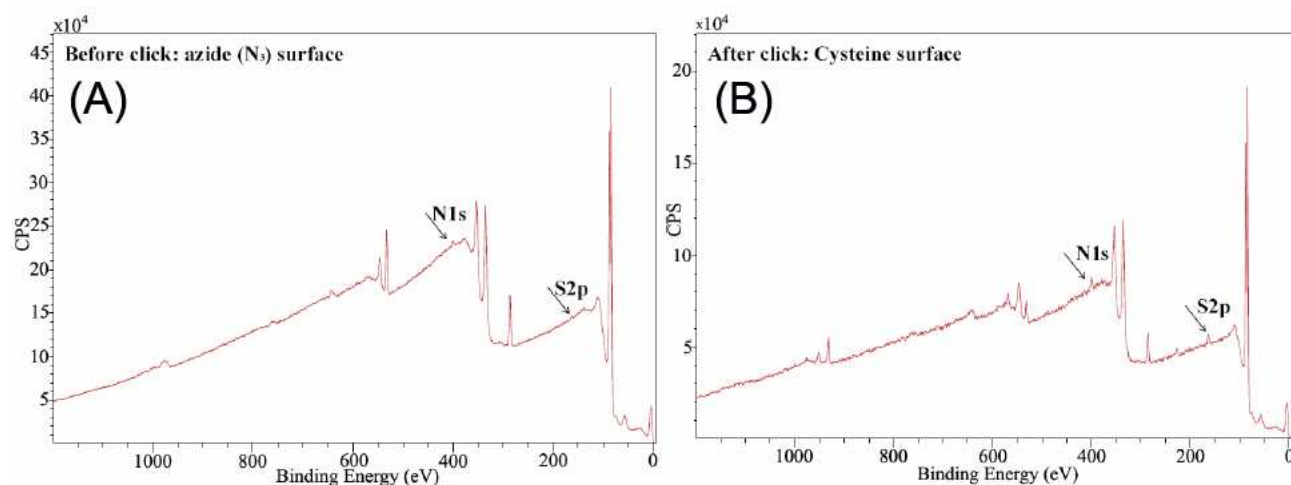 ×10⁴
Before click: azide (N₃) surface
(A)
45
40
35
30
25
20
15
10
5
CPS
N1s
S2p
1000
800
600
400
200
0
Binding Energy (eV)
×10⁴
After click: Cysteine surface
(B)
20
15
10
5
CPS
N1s
S2p
1000
800
600
400
200
0
Binding Energy (eV)